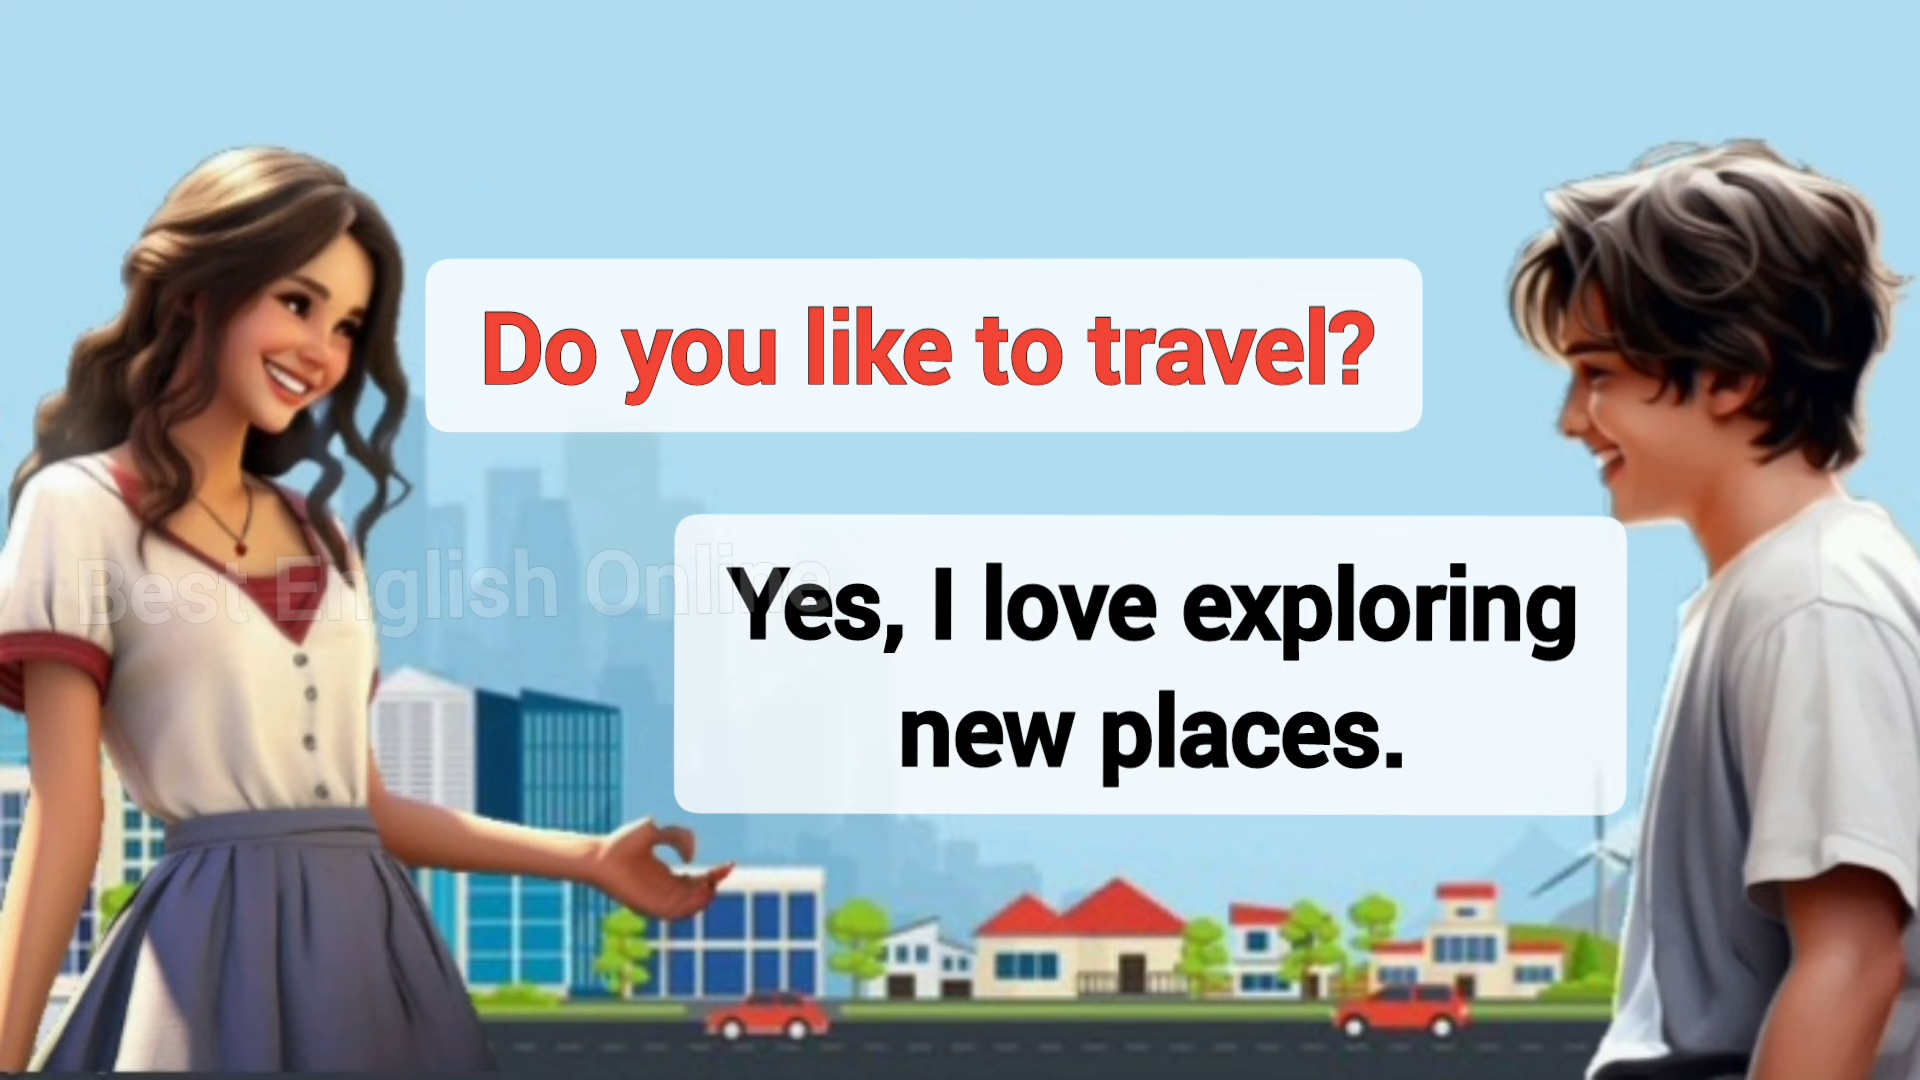 Do you like to travel?
Best English Online
Yes, I love exploring
new places.